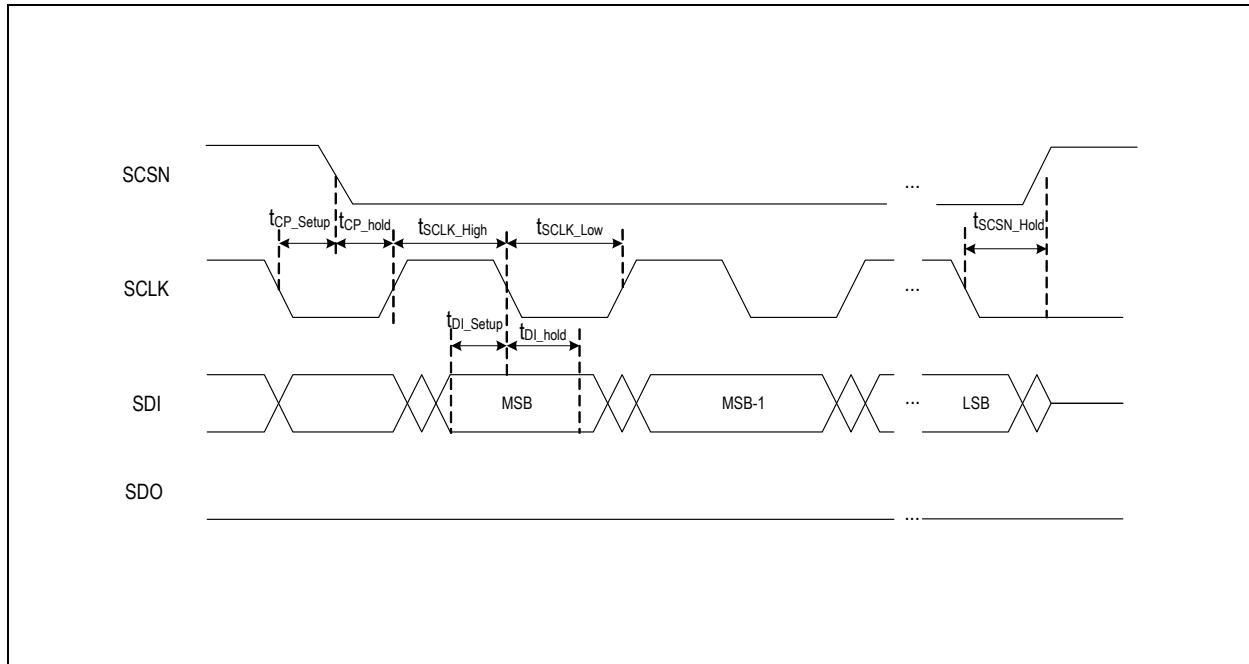 SCSN
...
tCP_Setup
tCP_hold
tSCLK_High
tSCLK_Low
tSCSN_Hold
SCLK
...
tDI_Setup
tDI_hold
SDI
MSB
MSB-1
...
LSB
SDO
...